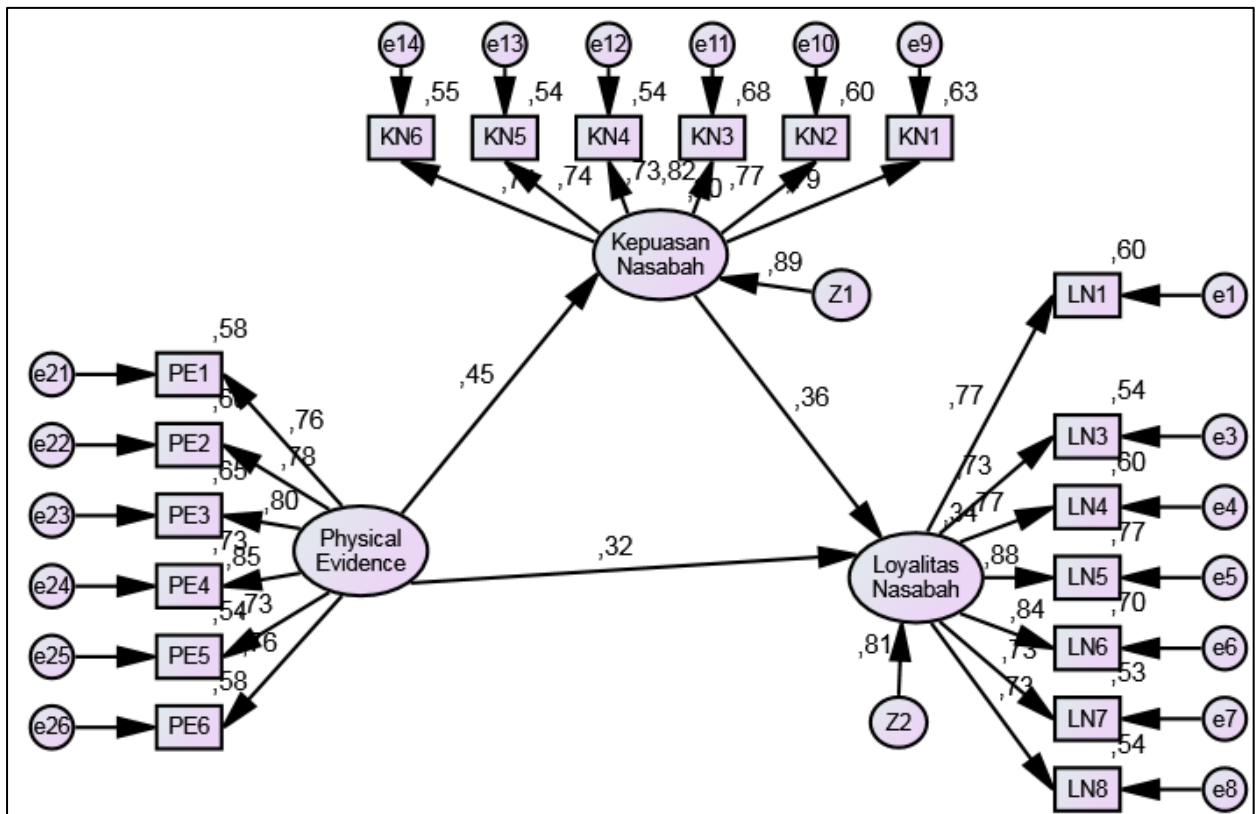 e14 e13 e12 e11 e10 e9
,55 ,54 ,54 ,68 ,60 ,63
KN6 KN5 KN4 KN3 KN2 KN1
,74 ,73 ,82 ,77 ,79
Kepuasan
Nasabah
,89
Z1
,60
LN1 e1
,58
e21 PE1
,45
,36
,77
,76
,54
LN3 e3
e22 PE2
,78
,65
,73
,60
e23 PE3
,80
LN4 e4
,34 ,77
,73
,85
Physical
Evidence
,32
Loyalitas
Nasabah
,88
,77
LN5 e5
e24 PE4
,54 ,73
,84
,70
LN6 e6
e25 PE5
,76
,81
,73
,53
,58
e26 PE6
Z2
,73
LN7 e7
,54
LN8 e8